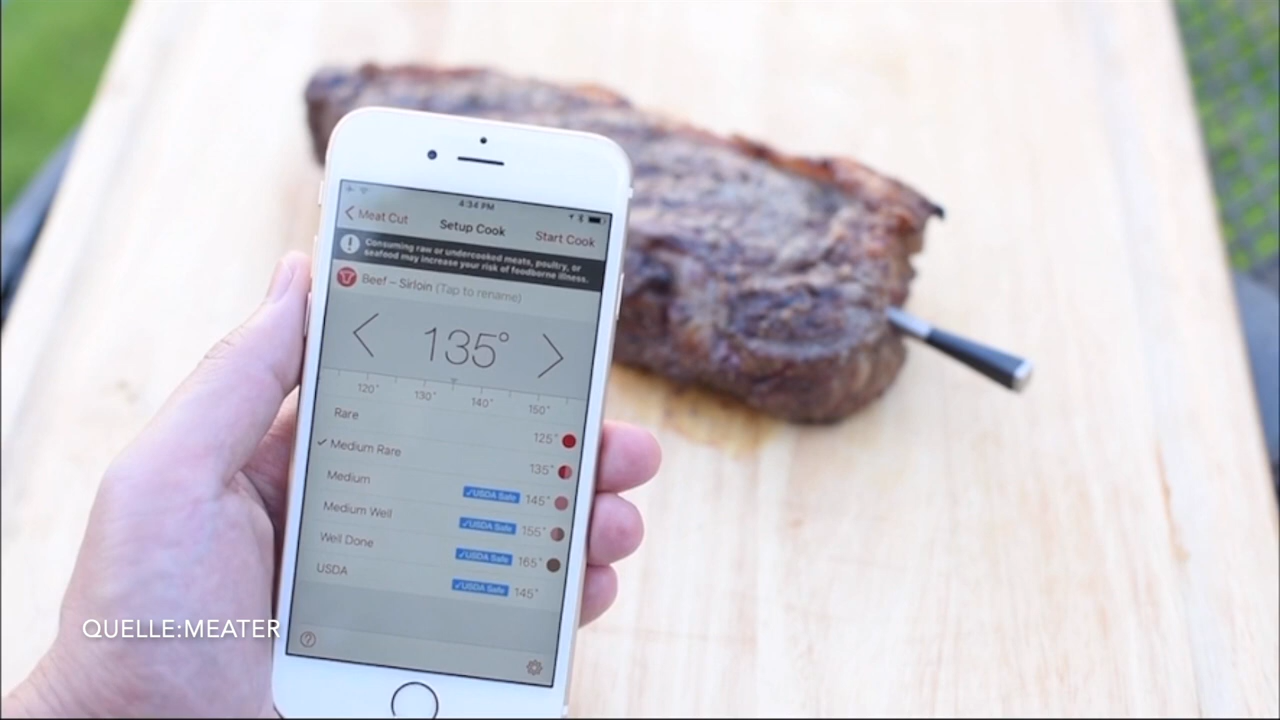 4:34 PM
Meat Cut
Setup Cook
Start Cook
Consuming raw or undercooked meats, poultry, or
seafood may increase your risk of foodborne illness.
Beef – Sirloin (Tap to rename)
135°
120° 130° 140° 150°
Rare 125°
✓ Medium Rare 135°
Medium ✓USDA Safe 145°
Medium Well ✓USDA Safe 155°
Well Done ✓USDA Safe 165°
USDA ✓USDA Safe 145°
QUELLE:MEATER